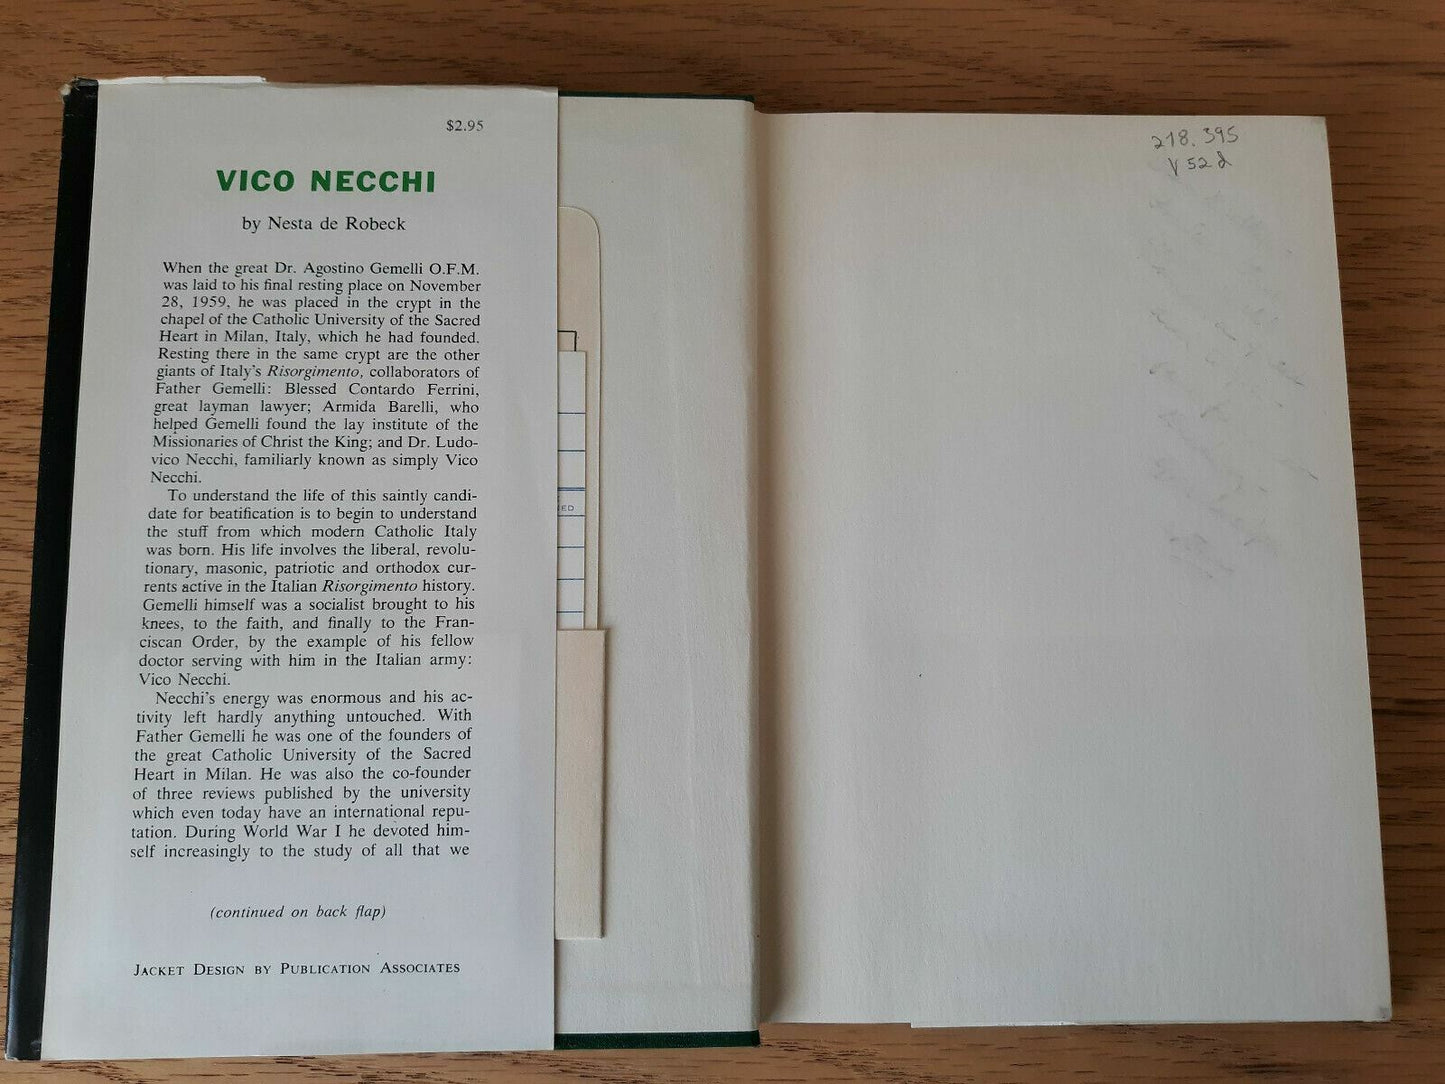 $2.95
VICO NECCHI
by Nesta de Robeck
When the great Dr. Agostino Gemelli O.F.M.
was laid to his final resting place on November
28, 1959, he was placed in the crypt in the
chapel of the Catholic University of the Sacred
Heart in Milan, Italy, which he had founded.
Resting there in the same crypt are the other
giants of Italy's Risorgimento, collaborators of
Father Gemelli: Blessed Contardo Ferrini,
great layman lawyer; Armida Barelli, who
helped Gemelli found the lay institute of the
Missionaries of Christ the King; and Dr. Ludo-
vico Necchi, familiarly known as simply Vico
Necchi.
To understand the life of this saintly candi-
date for beatification is to begin to understand
the stuff from which modern Catholic Italy
was born. His life involves the liberal, revolu-
tionary, masonic, patriotic and orthodox cur-
rents active in the Italian Risorgimento history.
Gemelli himself was a socialist brought to his
knees, to the faith, and finally to the Fran-
ciscan Order, by the example of his fellow
doctor serving with him in the Italian army:
Vico Necchi.
Necchi's energy was enormous and his ac-
tivity left hardly anything untouched. With
Father Gemelli he was one of the founders of
the great Catholic University of the Sacred
Heart in Milan. He was also the co-founder
of three reviews published by the university
which even today have an international repu-
tation. During World War I he devoted him-
self increasingly to the study of all that we
(continued on back flap)
JACKET DESIGN BY PUBLICATION ASSOCIATES
NED
218.395
V52d